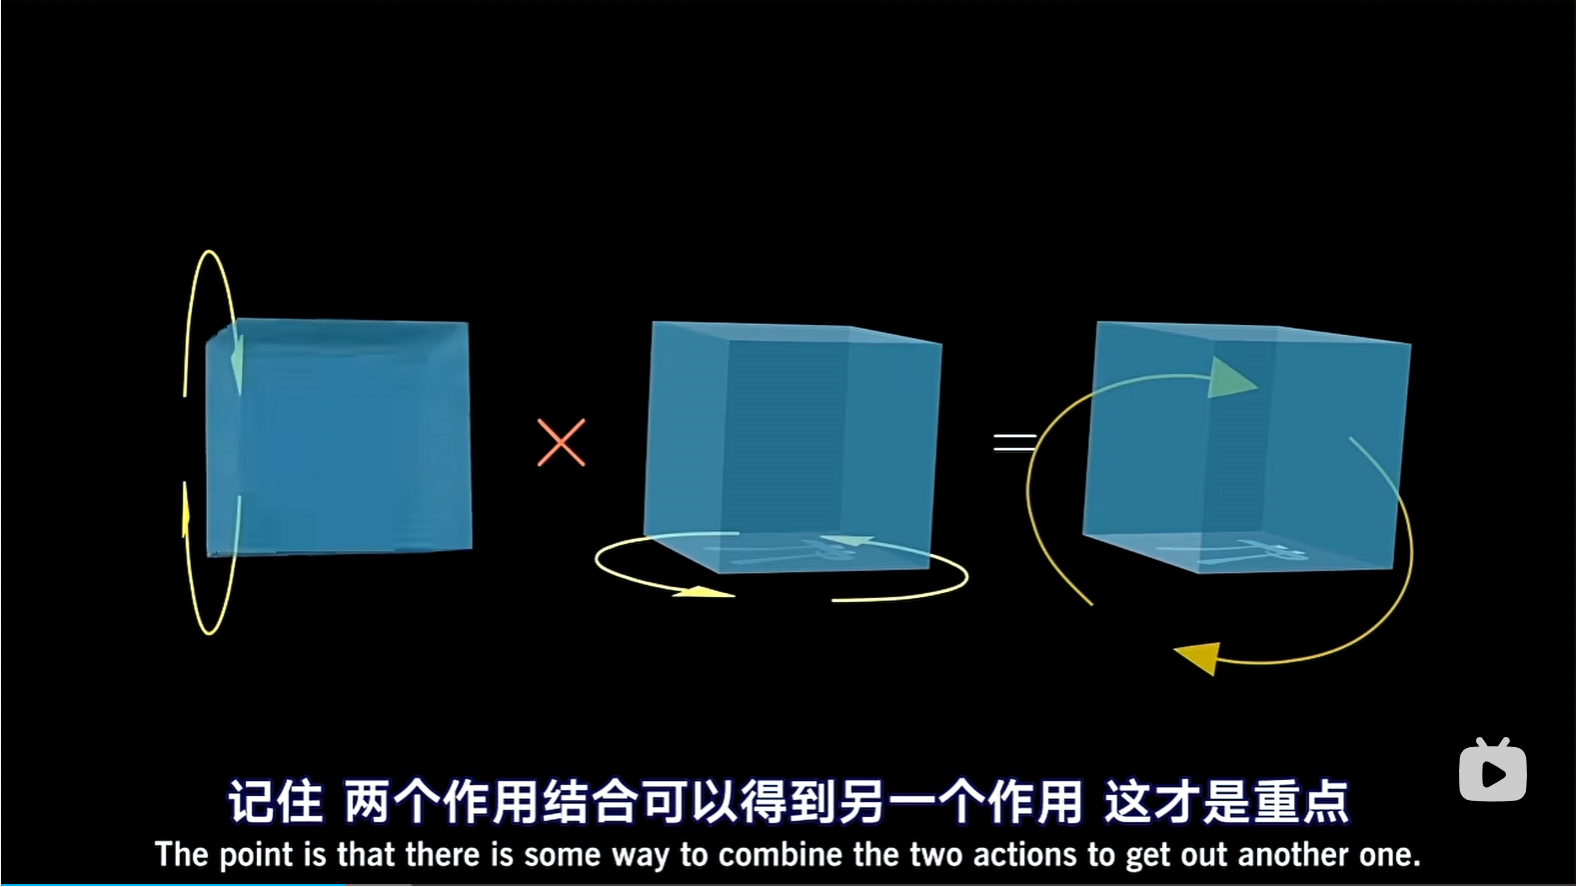 × =
记住 两个作用结合可以得到另一个作用 这才是重点
The point is that there is some way to combine the two actions to get out another one.